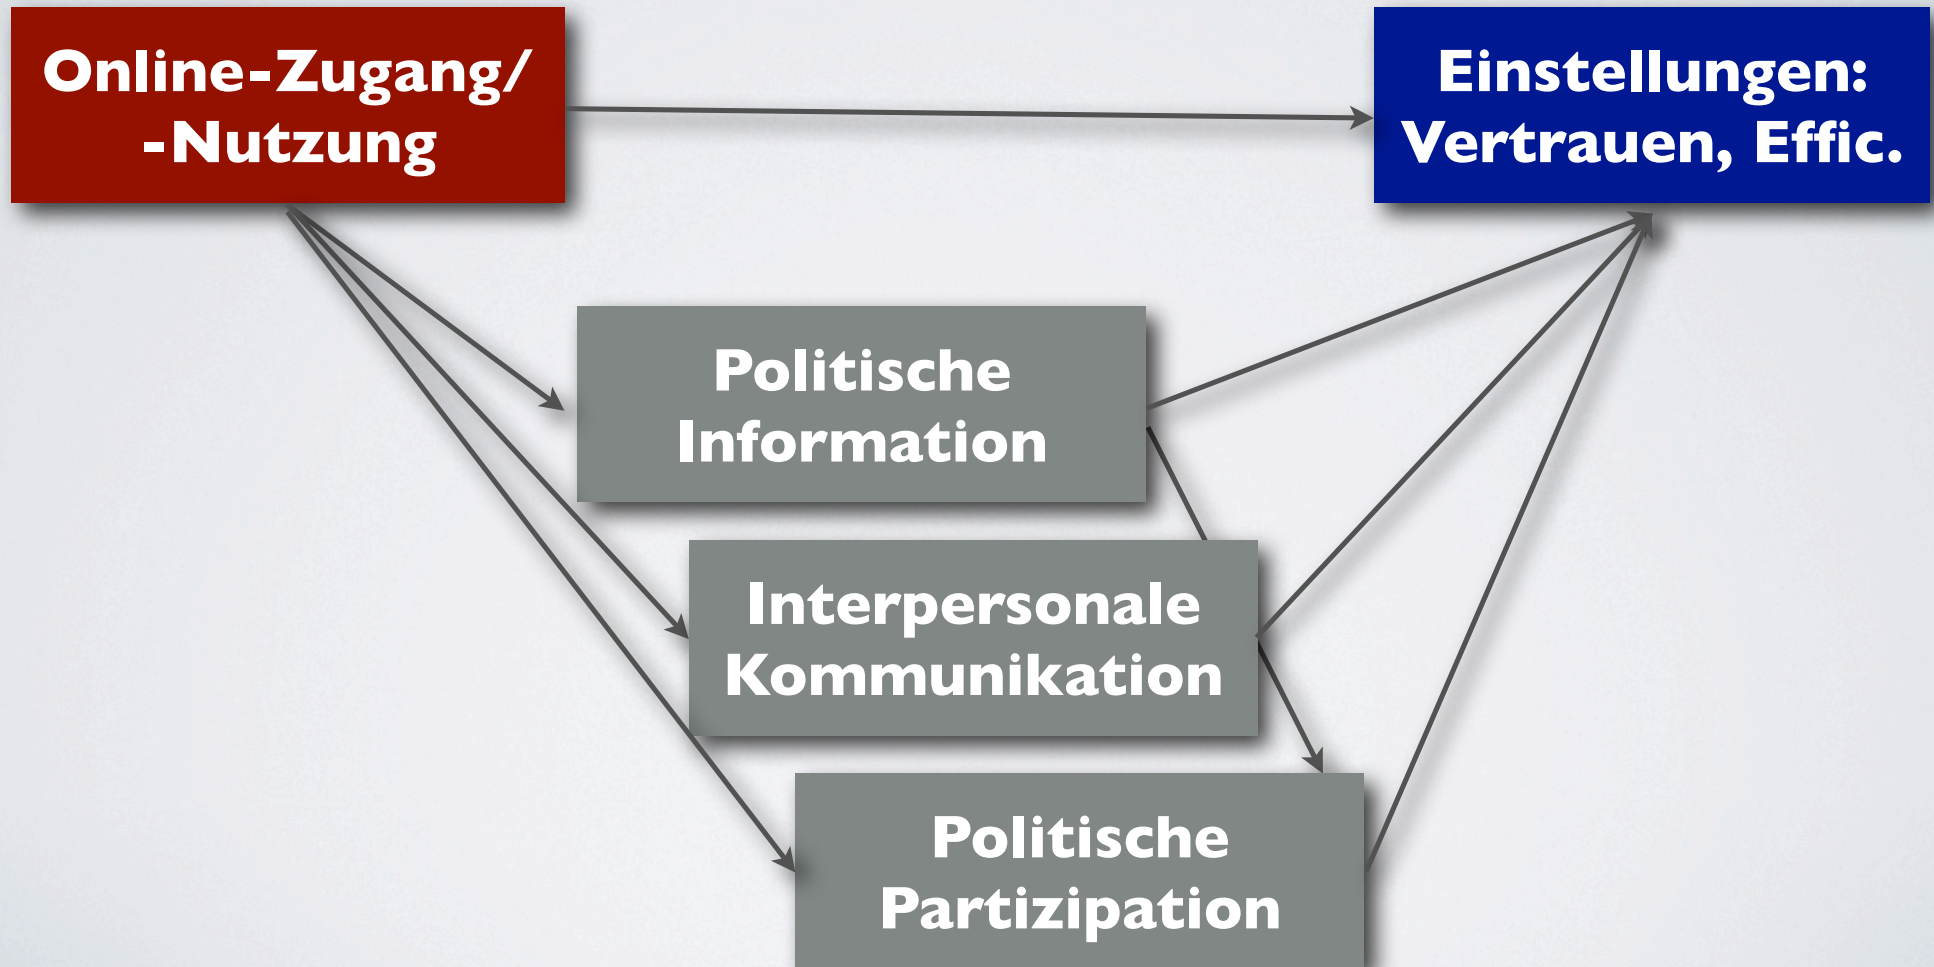 Online-Zugang/
-Nutzung
Einstellungen:
Vertrauen, Effic.
Politische
Information
Interpersonale
Kommunikation
Politische
Partizipation